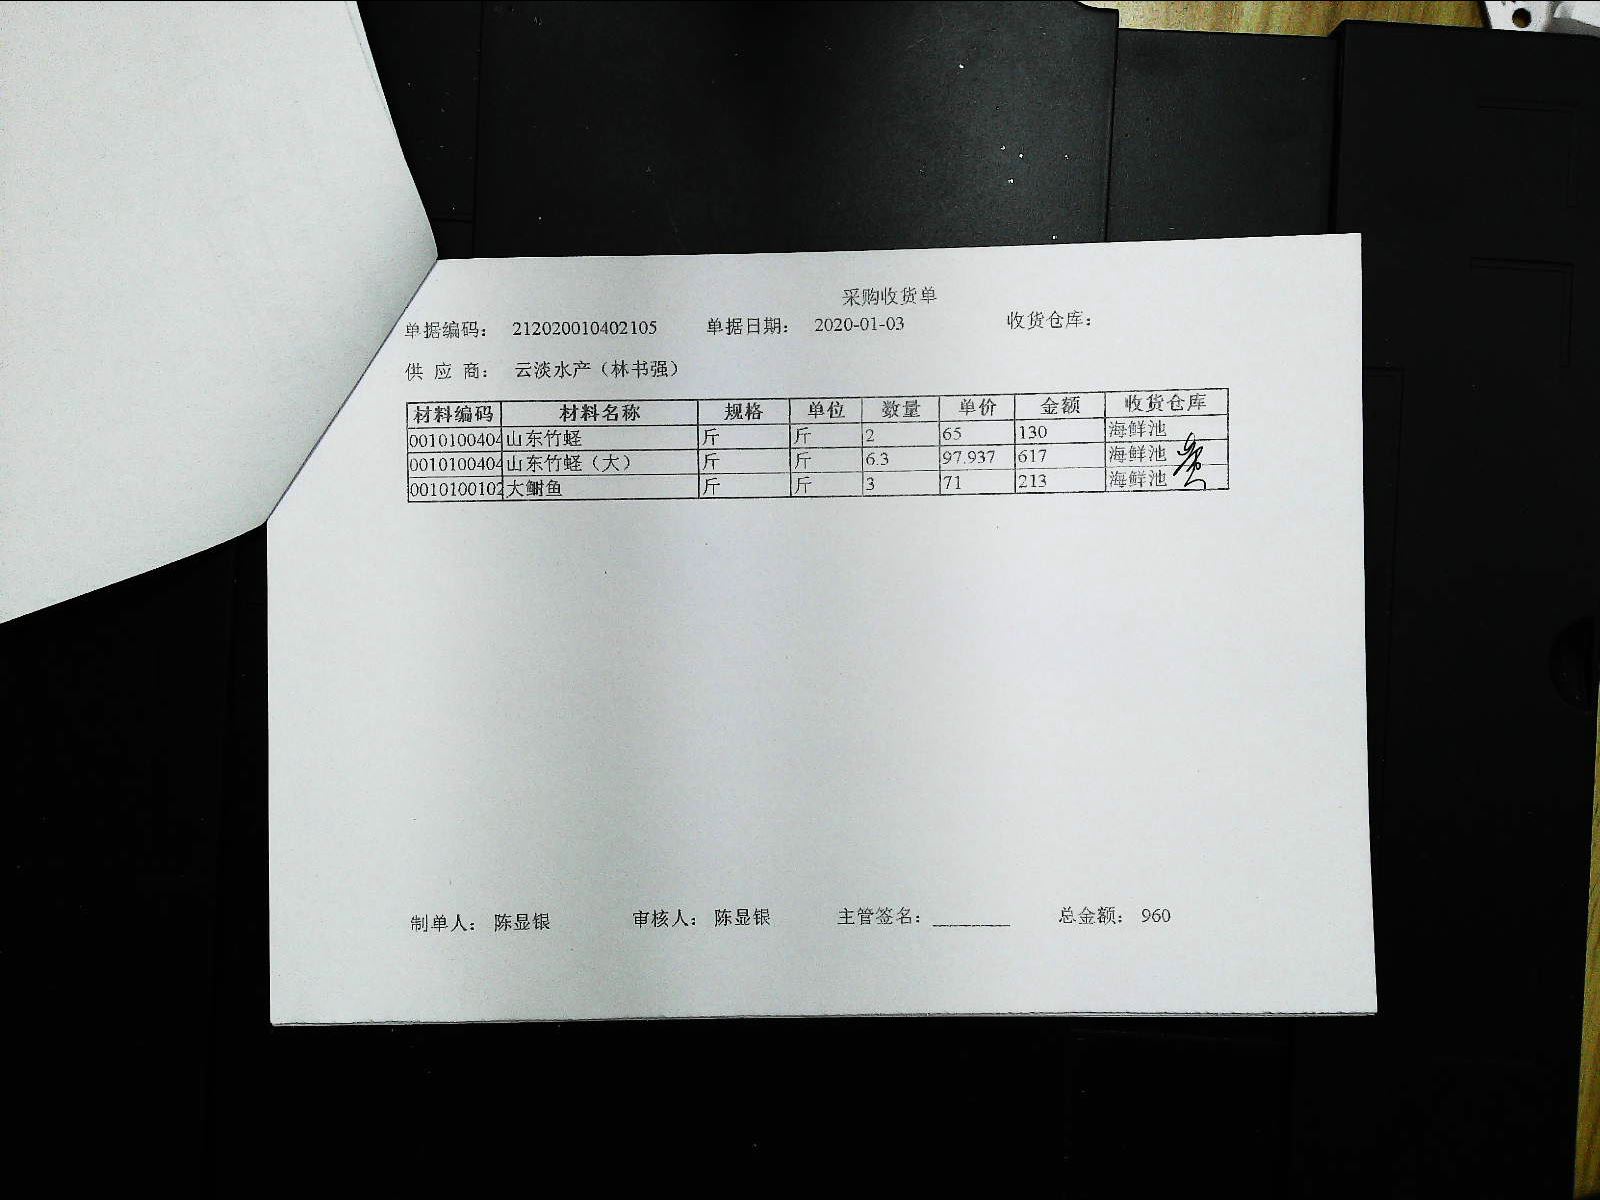 采购收货单
单据编码： 212020010402105 单据日期： 2020-01-03 收货仓库：
供 应 商： 云淡水产（林书强）
材料编码 材料名称 规格 单位 数量 单价 金额 收货仓库
0010100404 山东竹蛏 斤 斤 2 65 130 海鲜池
0010100404 山东竹蛏（大） 斤 斤 6.3 97.937 617 海鲜池
0010100102 大鲥鱼 斤 斤 3 71 213 海鲜池
制单人： 陈显银 审核人： 陈显银 主管签名：________ 总金额： 960